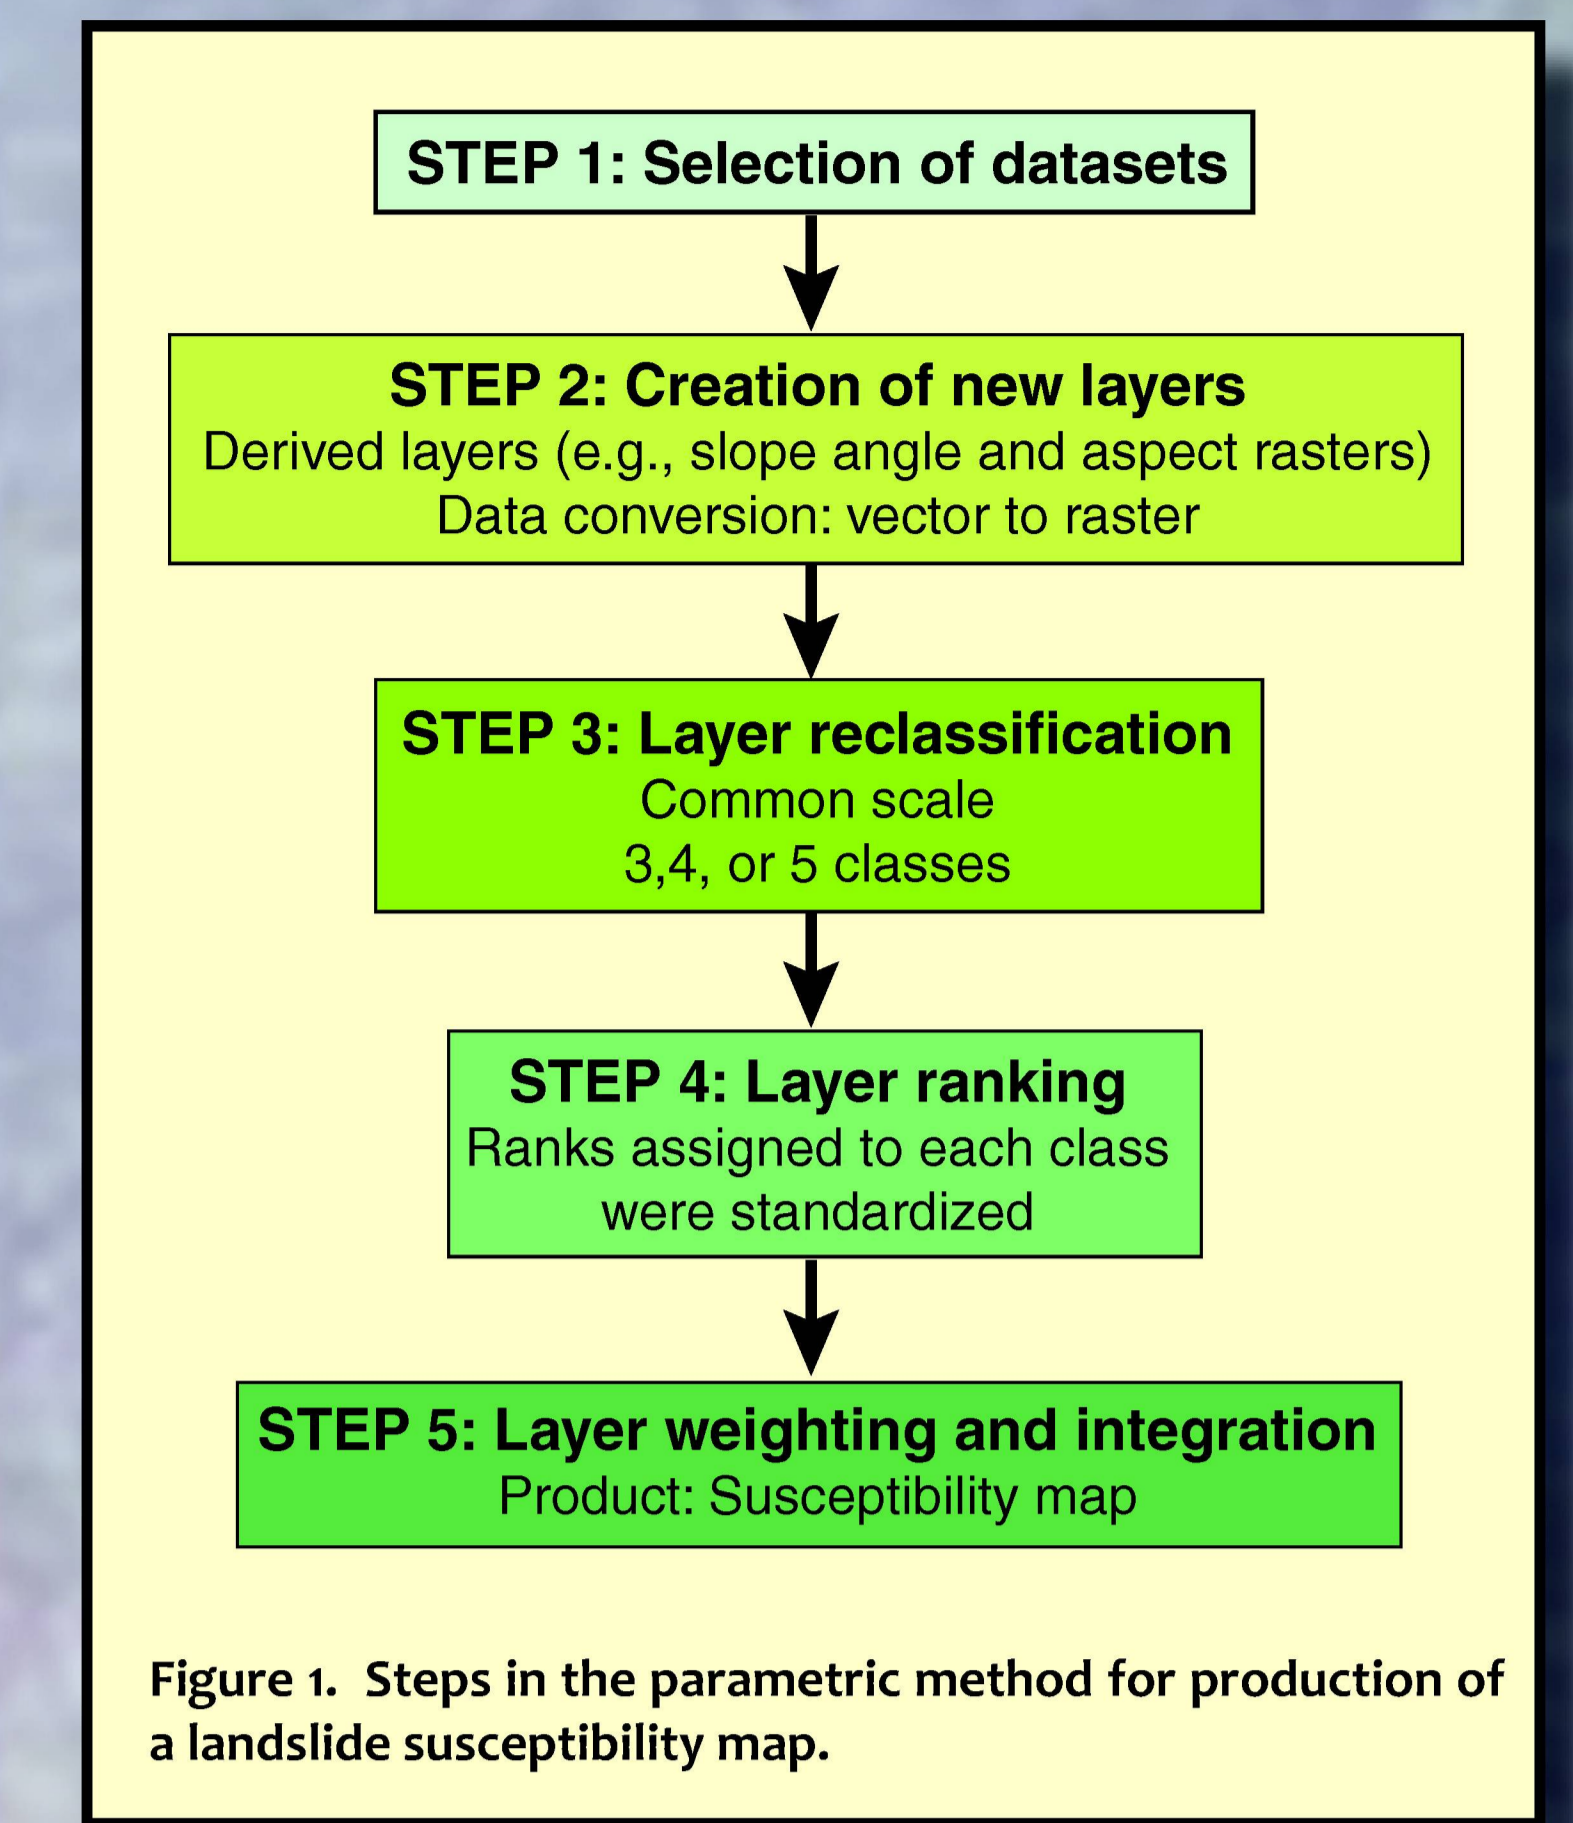 STEP 1: Selection of datasets
STEP 2: Creation of new layers
Derived layers (e.g., slope angle and aspect rasters)
Data conversion: vector to raster
STEP 3: Layer reclassification
Common scale
3,4, or 5 classes
STEP 4: Layer ranking
Ranks assigned to each class
were standardized
STEP 5: Layer weighting and integration
Product: Susceptibility map
Figure 1. Steps in the parametric method for production of
a landslide susceptibility map.